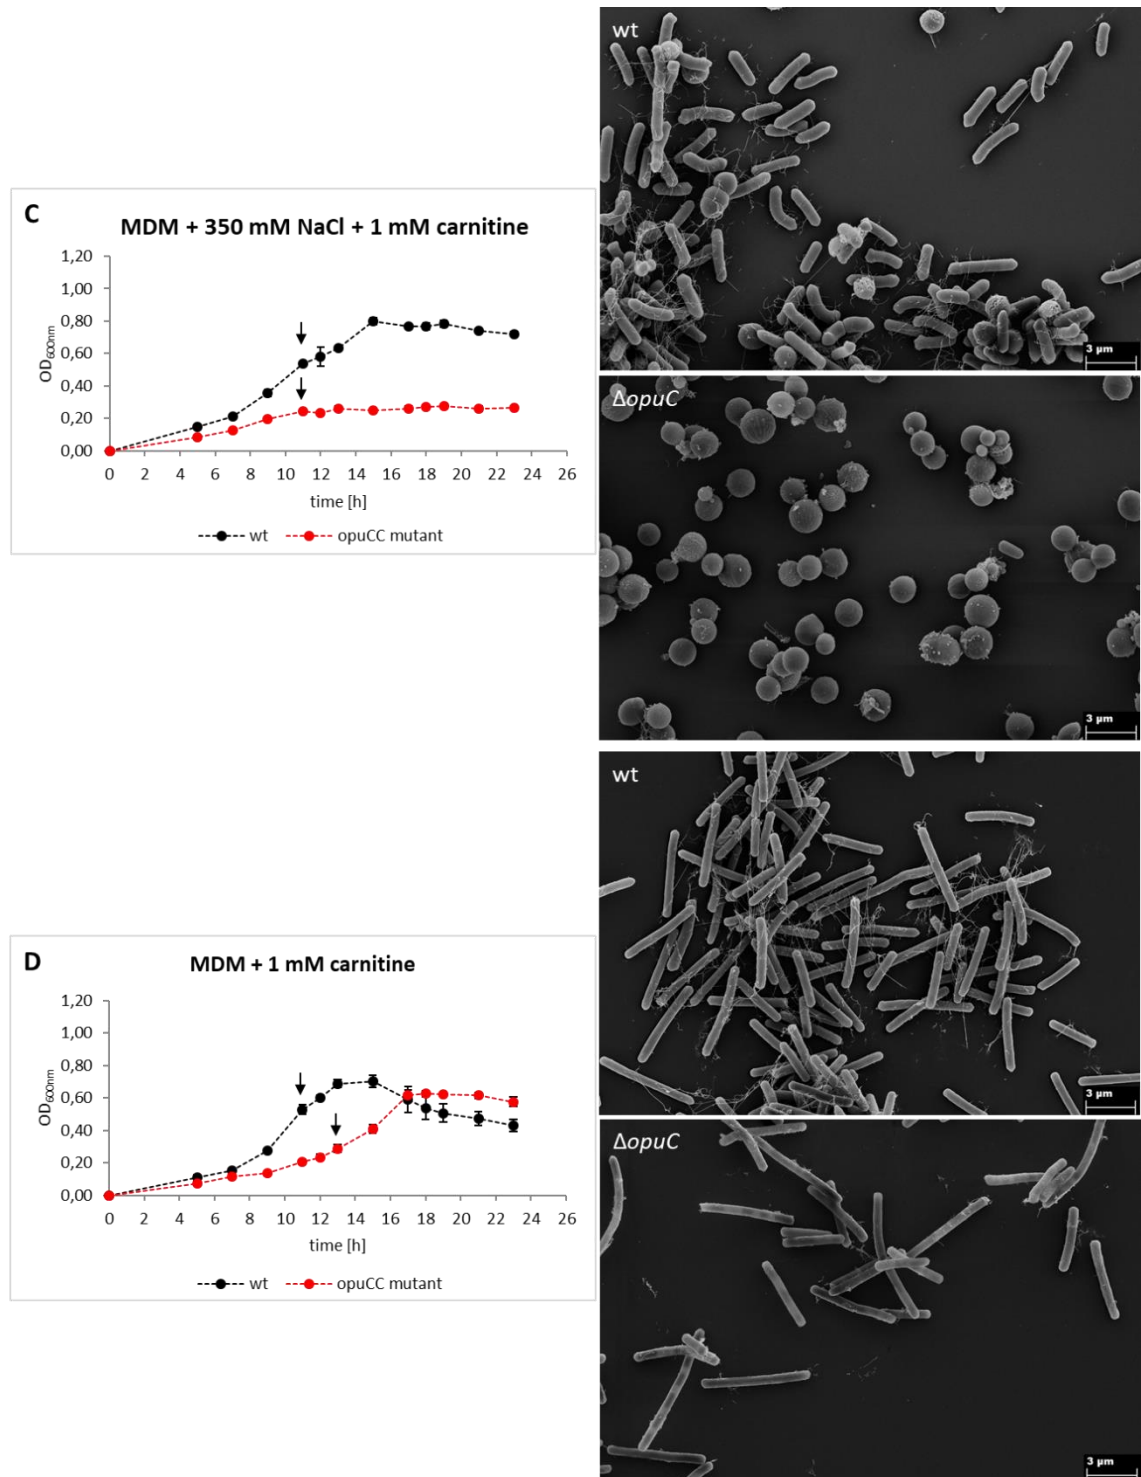 C
MDM + 350 mM NaCl + 1 mM carnitine
1,20
1,00
0,80
0,60
0,40
0,20
0,00
OD600nm
0 2 4 6 8 10 12 14 16 18 20 22 24 26
time [h]
wt opuCC mutant
wt
3 µm
ΔopuC
3 µm
D
MDM + 1 mM carnitine
1,20
1,00
0,80
0,60
0,40
0,20
0,00
OD600nm
0 2 4 6 8 10 12 14 16 18 20 22 24 26
time [h]
wt opuCC mutant
wt
3 µm
ΔopuC
3 µm